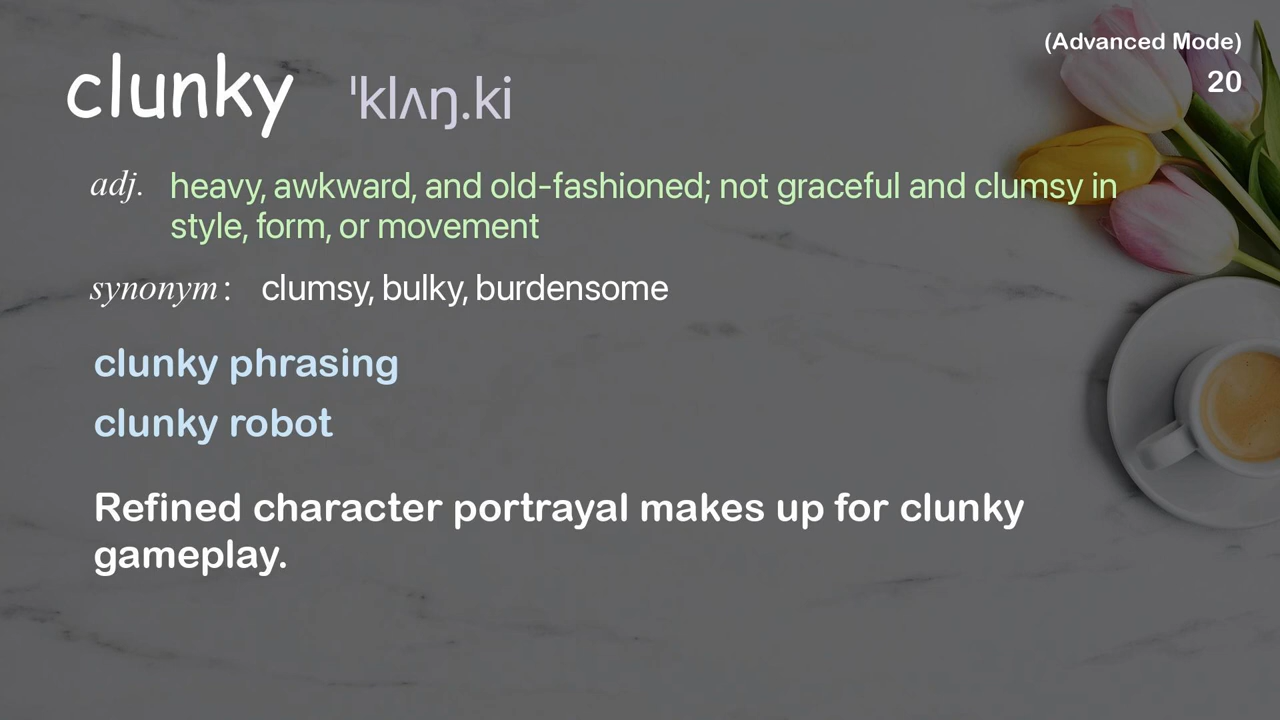 (Advanced Mode)
20
clunky ˈklʌŋ.ki
adj. heavy, awkward, and old-fashioned; not graceful and clumsy in
style, form, or movement
synonym: clumsy, bulky, burdensome
clunky phrasing
clunky robot
Refined character portrayal makes up for clunky
gameplay.